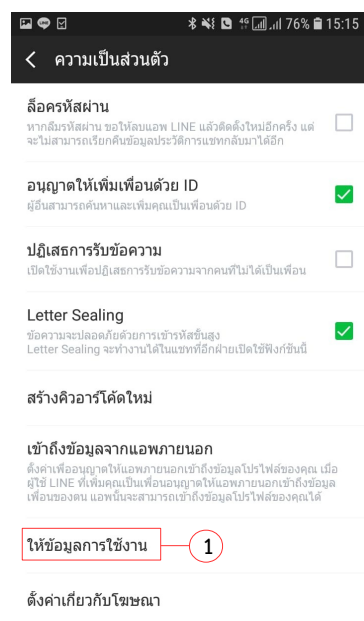 4G 76% 15:15
ความเป็นส่วนตัว
ล็อครหัสผ่าน
หากลืมรหัสผ่าน ขอให้ลบแอพ LINE แล้วติดตั้งใหม่อีกครั้ง แต่
จะไม่สามารถเรียกคืนข้อมูลประวัติการแชทกลับมาได้อีก
อนุญาตให้เพิ่มเพื่อนด้วย ID
ผู้อื่นสามารถค้นหาและเพิ่มคุณเป็นเพื่อนด้วย ID
ปฏิเสธการรับข้อความ
เปิดใช้งานเพื่อปฏิเสธการรับข้อความจากคนที่ไม่ได้เป็นเพื่อน
Letter Sealing
ข้อความจะปลอดภัยด้วยการเข้ารหัสขั้นสูง
Letter Sealing จะทำงานได้ในแชทที่อีกฝ่ายเปิดใช้ฟังก์ชันนี้
สร้างคิวอาร์โค้ดใหม่
เข้าถึงข้อมูลจากแอพภายนอก
ตั้งค่าเพื่ออนุญาตให้แอพภายนอกเข้าถึงข้อมูลโปรไฟล์ของคุณ เมื่อ
ผู้ใช้ LINE ที่เพิ่มคุณเป็นเพื่อนอนุญาตให้แอพภายนอกเข้าถึงข้อมูล
เพื่อนของตน แอพนั้นจะสามารถเข้าถึงข้อมูลโปรไฟล์ของคุณได้
ให้ข้อมูลการใช้งาน 1
ตั้งค่าเกี่ยวกับโฆษณา